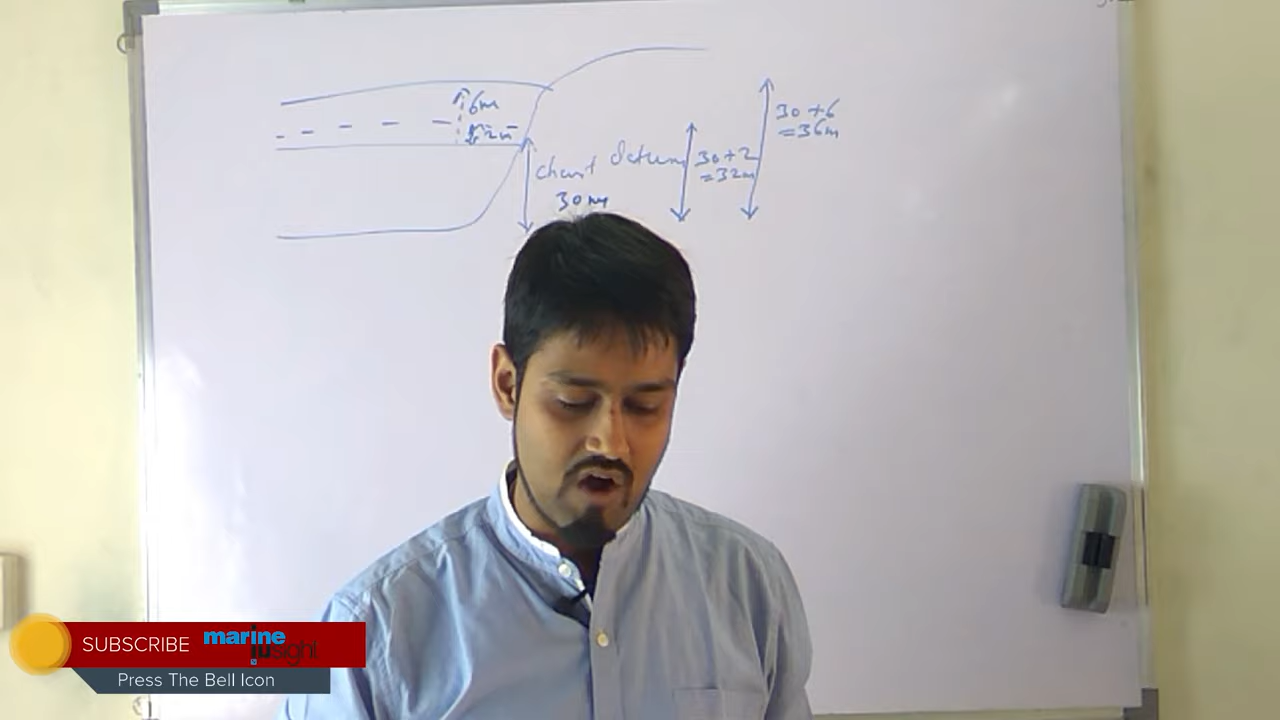 6m
2m
Chart Datum
30m
30+2
=32m
30+6
=36m
SUBSCRIBE marine insight
Press The Bell Icon